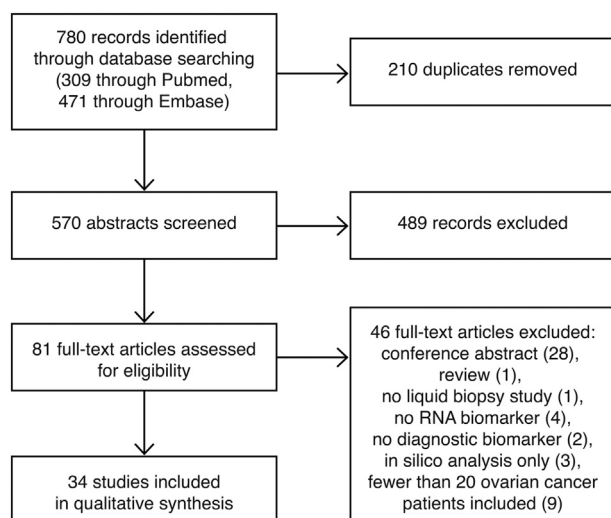 780 records identified
through database searching
(309 through Pubmed,
471 through Embase)
210 duplicates removed
570 abstracts screened
489 records excluded
81 full-text articles assessed
for eligibility
46 full-text articles excluded:
conference abstract (28),
review (1),
no liquid biopsy study (1),
no RNA biomarker (4),
no diagnostic biomarker (2),
in silico analysis only (3),
fewer than 20 ovarian cancer
patients included (9)
34 studies included
in qualitative synthesis